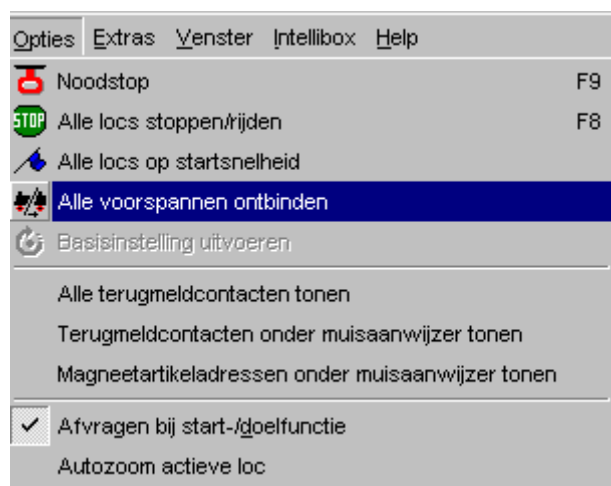 Opties Extras Venster Intellibox Help
Noodstop F9
STOP Alle locs stoppen/rijden F8
Alle locs op startsnelheid
Alle voorspannen ontbinden
Basisinstelling uitvoeren
Alle terugmeldcontacten tonen
Terugmeldcontacten onder muisaanwijzer tonen
Magneetartikeladressen onder muisaanwijzer tonen
Afvragen bij start-/doelfunctie
Autozoom actieve loc